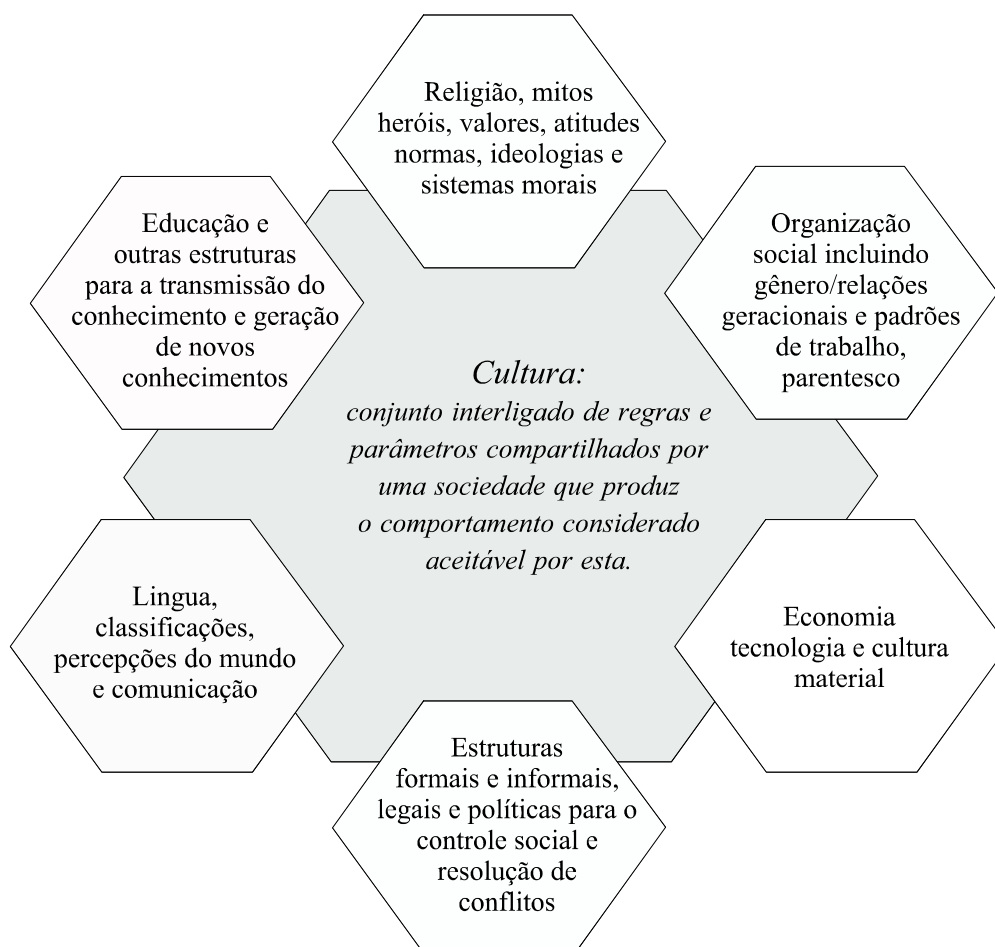 Religião, mitos
heróis, valores, atitudes
normas, ideologias e
sistemas morais
Educação e
outras estruturas
para a transmissão do
conhecimento e geração
de novos
conhecimentos
Organização
social incluindo
gênero/relações
geracionais e padrões
de trabalho,
parentesco
Cultura:
conjunto interligado de regras e
parâmetros compartilhados por
uma sociedade que produz
o comportamento considerado
aceitável por esta.
Lingua,
classificações,
percepções do mundo
e comunicação
Economia
tecnologia e cultura
material
Estruturas
formais e informais,
legais e políticas para o
controle social e
resolução de
conflitos